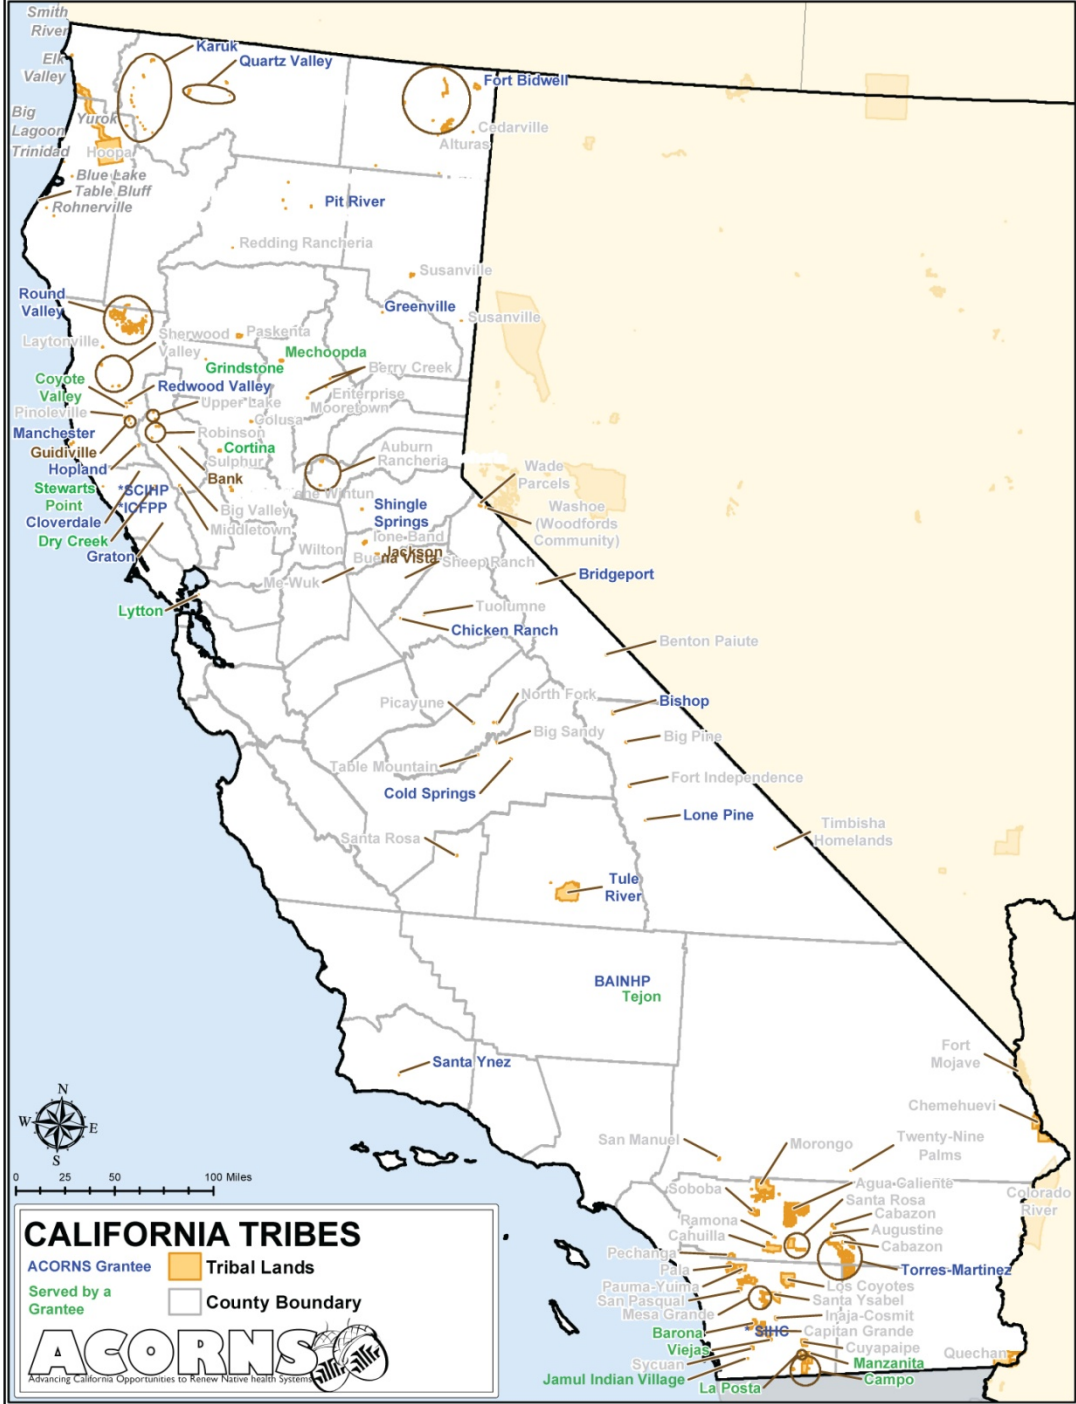 Smith
River
Elk
Valley
Big
Lagoon
Trinidad
Yurok
Hoopa
Blue Lake
Table Bluff
Rohnerville
Karuk
Quartz Valley
Fort Bidwell
Cedarville
Alturas
Pit River
Redding Rancheria
Susanville
Greenville
Susanville
Round
Valley
Laytonville
Sherwood
Valley
Paskenta
Mechoopda
Grindstone
Berry Creek
Coyote
Valley
Redwood Valley
Enterprise
Mooretown
Pinoleville
Upper Lake
Colusa
Manchester
Robinson
Guidiville
Cortina
Auburn
Rancheria
Hopland
Sulphur
Bank
Wade
Parcels
Stewarts
Point
*SCIHP
*ICFPP
Wintun
Shingle
Springs
Washoe
(Woodfords
Community)
Cloverdale
Big Valley
Dry Creek
Middletown
Ione Band
Graton
Wilton
Jackson
Bu na Vista
Sheep Ranch
Me-Wuk
Bridgeport
Lytton
Tuolumne
Chicken Ranch
Benton Paiute
Picayune
North Fork
Bishop
Big Sandy
Big Pine
Table Mountain
Fort Independence
Cold Springs
Lone Pine
Santa Rosa
Timbisha
Homelands
Tule
River
BAINHP
Tejon
Santa Ynez
Fort
Mojave
Chemehuevi
San Manuel
Morongo
Twenty-Nine
Palms
Soboba
Agua Caliente
Santa Rosa
Colorado
River
Ramona
Cabazon
Cahuilla
Augustine
Pechanga
Cabazon
Pala
Torres-Martinez
Pauma-Yuima
Los Coyotes
San Pasqual
Santa Ysabel
Mesa Grande
Inaja-Cosmit
Barona
* SIHC
Capitan Grande
Viejas
Cuyapaipe
Quechan
Sycuan
Manzanita
Jamul Indian Village
Campo
La Posta
N
W
E
S
0 25 50 100 Miles
CALIFORNIA TRIBES
ACORNS Grantee
Tribal Lands
Served by a
Grantee
County Boundary
ACORNS
Advancing California Opportunities to Renew Native health Systems